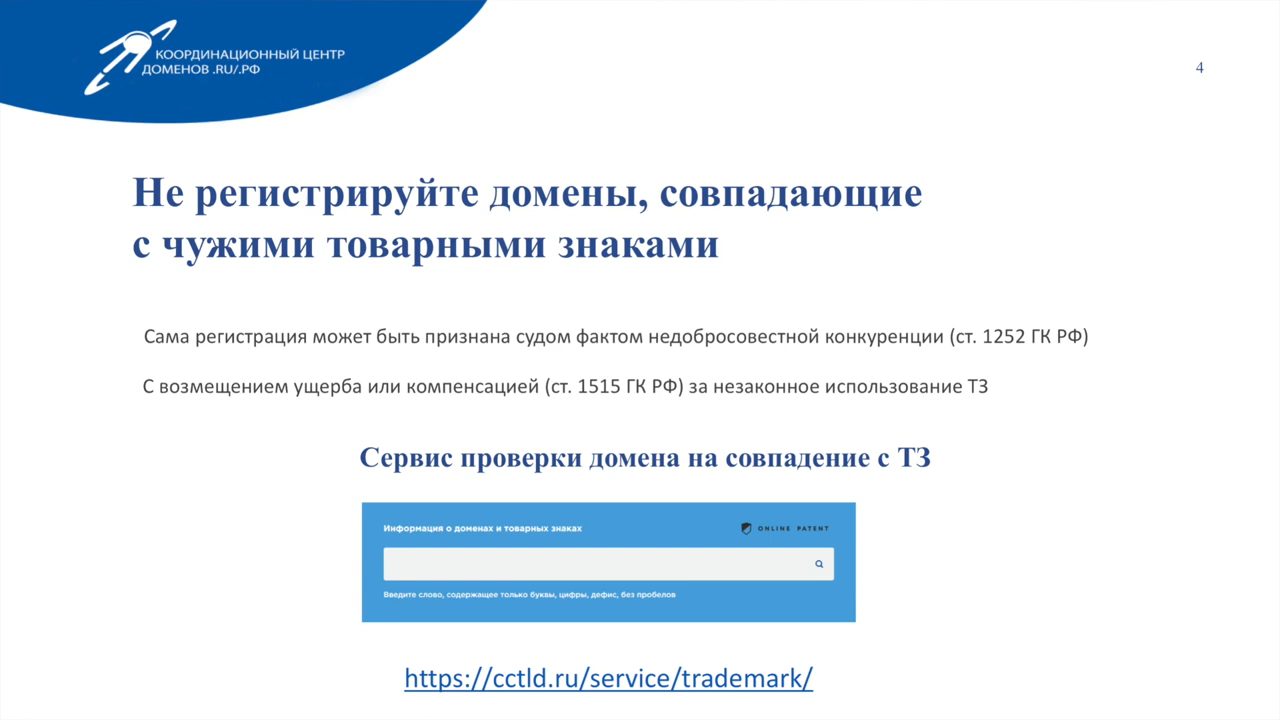 КООРДИНАЦИОННЫЙ ЦЕНТР
ДОМЕНОВ .RU/.РФ
4
Не регистрируйте домены, совпадающие
с чужими товарными знаками
Сама регистрация может быть признана судом фактом недобросовестной конкуренции (ст. 1252 ГК РФ)
С возмещением ущерба или компенсацией (ст. 1515 ГК РФ) за незаконное использование ТЗ
Сервис проверки домена на совпадение с ТЗ
Информация о доменах и товарных знаках
ONLINE PATENT
Введите слово, содержащее только буквы, цифры, дефис, без пробелов
https://cctld.ru/service/trademark/